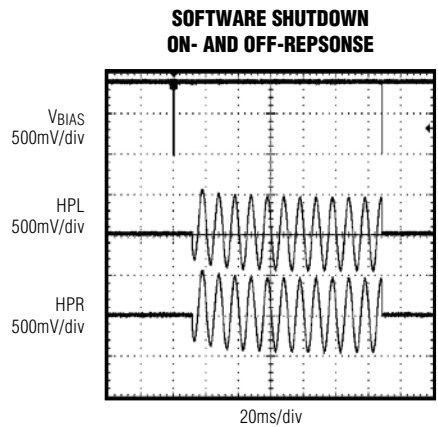 SOFTWARE SHUTDOWN
ON- AND OFF-REPSONSE
VBIAS
500mV/div
HPL
500mV/div
HPR
500mV/div
20ms/div